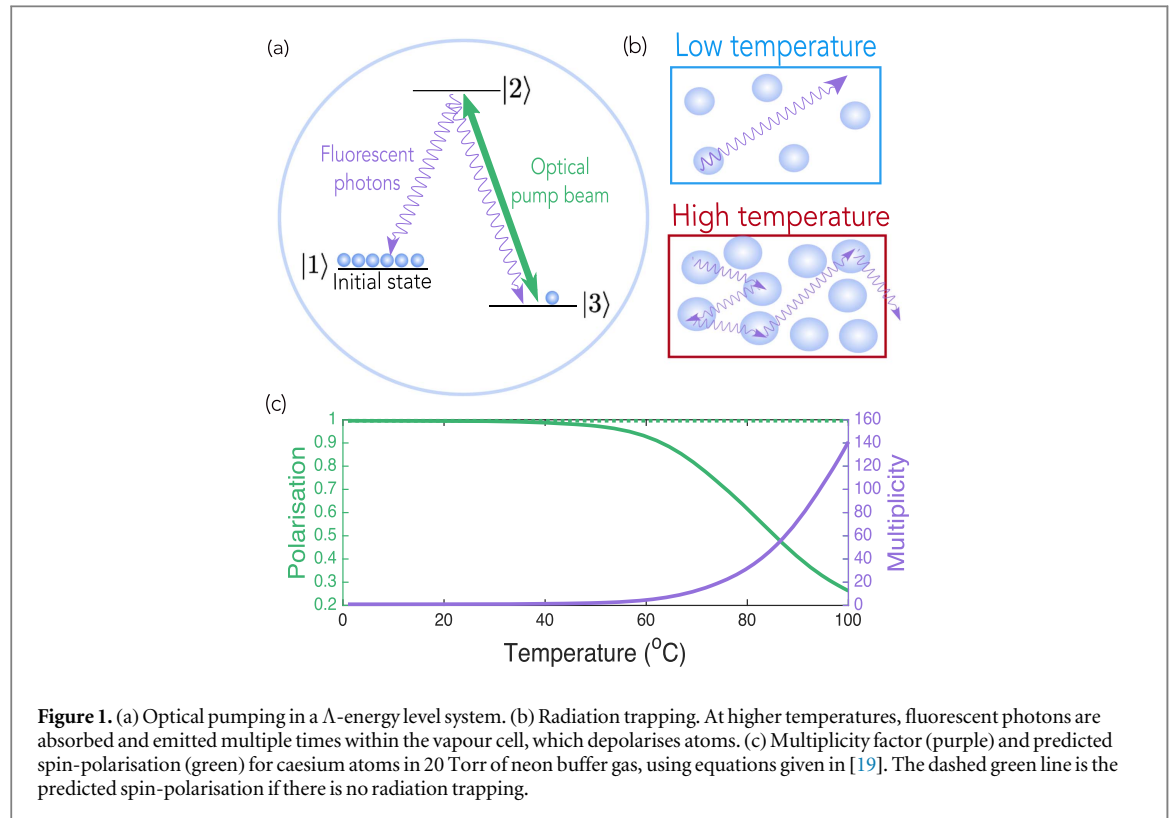 (a)
|2⟩
Fluorescent
photons
Optical
pump beam
|1⟩
Initial state
|3⟩
(b)
Low temperature
High temperature
(c)
1
0.9
0.8
0.7
0.6
0.5
0.4
0.3
0.2
Polarisation
160
140
120
100
80
60
40
20
0
Multiplicity
0 20 40 60 80 100
Temperature (°C)
Figure 1. (a) Optical pumping in a Λ-energy level system. (b) Radiation trapping. At higher temperatures, fluorescent photons are
absorbed and emitted multiple times within the vapour cell, which depolarises atoms. (c) Multiplicity factor (purple) and predicted
spin-polarisation (green) for caesium atoms in 20 Torr of neon buffer gas, using equations given in [19]. The dashed green line is the
predicted spin-polarisation if there is no radiation trapping.